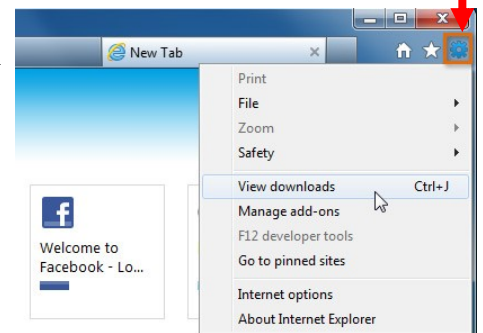 New Tab
Print
File
Zoom
Safety
View downloads Ctrl+J
Manage add-ons
F12 developer tools
Go to pinned sites
Internet options
About Internet Explorer
f
Welcome to
Facebook - Lo...